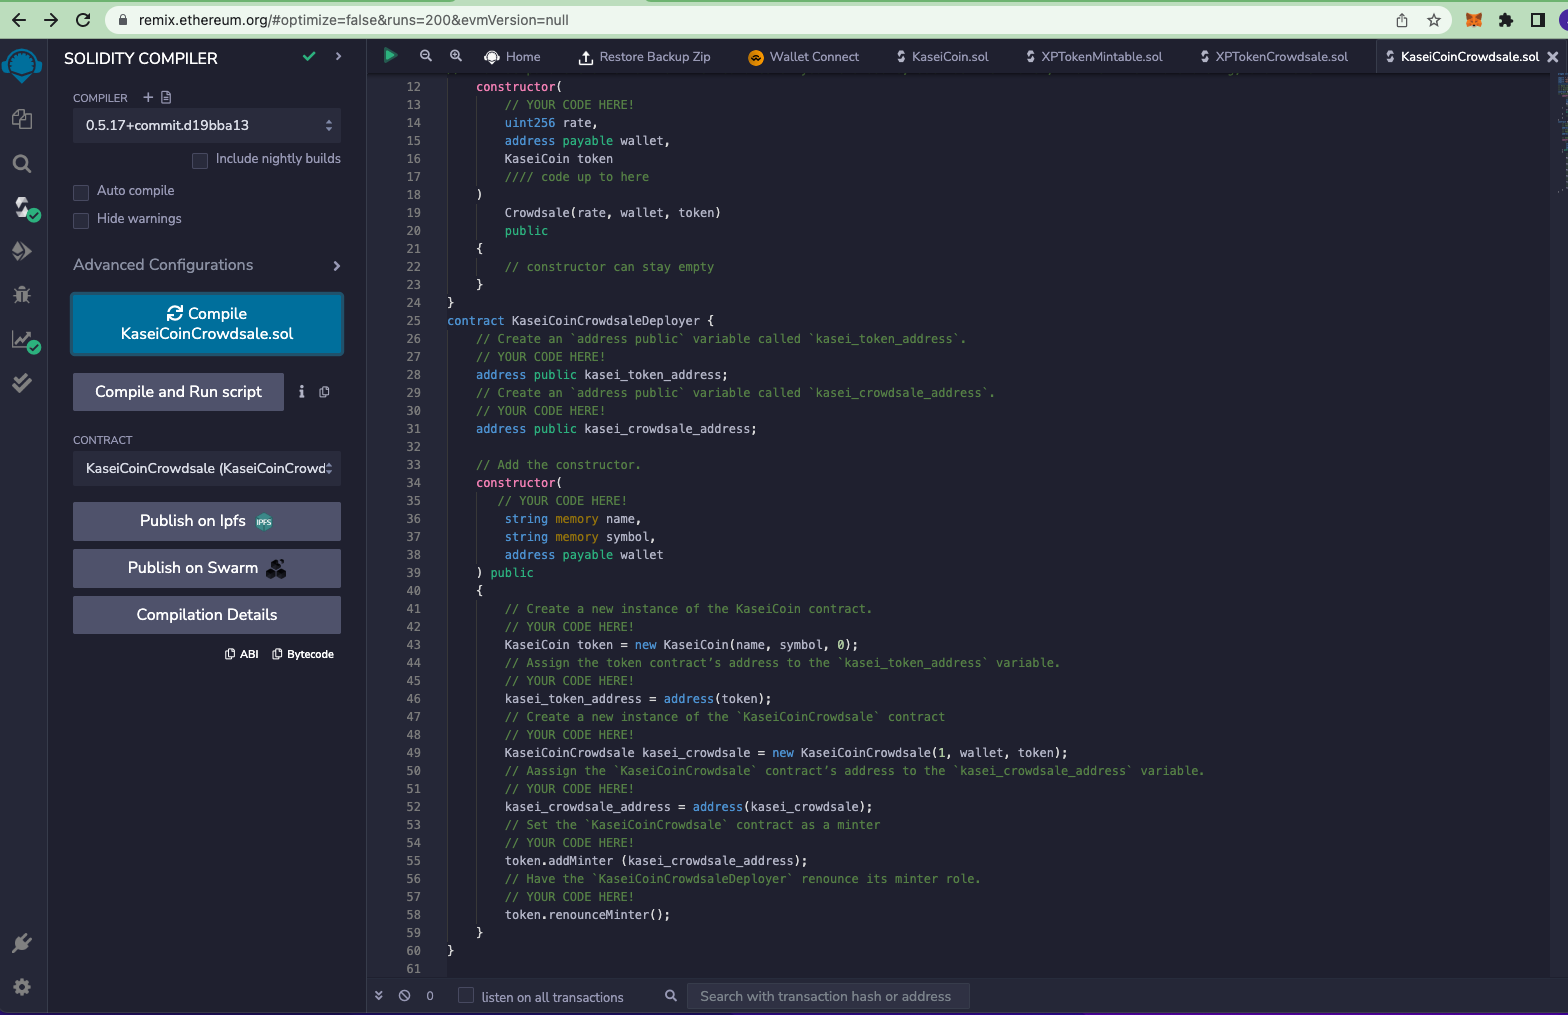 remix.ethereum.org/#optimize=false&runs=200&evmVersion=null
SOLIDITY COMPILER
COMPILER
0.5.17+commit.d19bba13
Include nightly builds
Auto compile
Hide warnings
Advanced Configurations
Compile
KaseiCoinCrowdsale.sol
Compile and Run script
CONTRACT
KaseiCoinCrowdsale (KaseiCoinCrowd
Publish on Ipfs IPFS
Publish on Swarm
Compilation Details
ABI Bytecode
Home Restore Backup Zip Wallet Connect KaseiCoin.sol XPTokenMintable.sol XPTokenCrowdsale.sol KaseiCoinCrowdsale.sol
12 constructor(
13 // YOUR CODE HERE!
14 uint256 rate,
15 address payable wallet,
16 KaseiCoin token
17 //// code up to here
18 )
19 Crowdsale(rate, wallet, token)
20 public
21 {
22 // constructor can stay empty
23 }
24 }
25 contract KaseiCoinCrowdsaleDeployer {
26 // Create an `address public` variable called `kasei_token_address`.
27 // YOUR CODE HERE!
28 address public kasei_token_address;
29 // Create an `address public` variable called `kasei_crowdsale_address`.
30 // YOUR CODE HERE!
31 address public kasei_crowdsale_address;
32
33 // Add the constructor.
34 constructor(
35 // YOUR CODE HERE!
36 string memory name,
37 string memory symbol,
38 address payable wallet
39 ) public
40 {
41 // Create a new instance of the KaseiCoin contract.
42 // YOUR CODE HERE!
43 KaseiCoin token = new KaseiCoin(name, symbol, 0);
44 // Assign the token contract’s address to the `kasei_token_address` variable.
45 // YOUR CODE HERE!
46 kasei_token_address = address(token);
47 // Create a new instance of the `KaseiCoinCrowdsale` contract
48 // YOUR CODE HERE!
49 KaseiCoinCrowdsale kasei_crowdsale = new KaseiCoinCrowdsale(1, wallet, token);
50 // Aassign the `KaseiCoinCrowdsale` contract’s address to the `kasei_crowdsale_address` variable.
51 // YOUR CODE HERE!
52 kasei_crowdsale_address = address(kasei_crowdsale);
53 // Set the `KaseiCoinCrowdsale` contract as a minter
54 // YOUR CODE HERE!
55 token.addMinter (kasei_crowdsale_address);
56 // Have the `KaseiCoinCrowdsaleDeployer` renounce its minter role.
57 // YOUR CODE HERE!
58 token.renounceMinter();
59 }
60 }
61
0 listen on all transactions Search with transaction hash or address